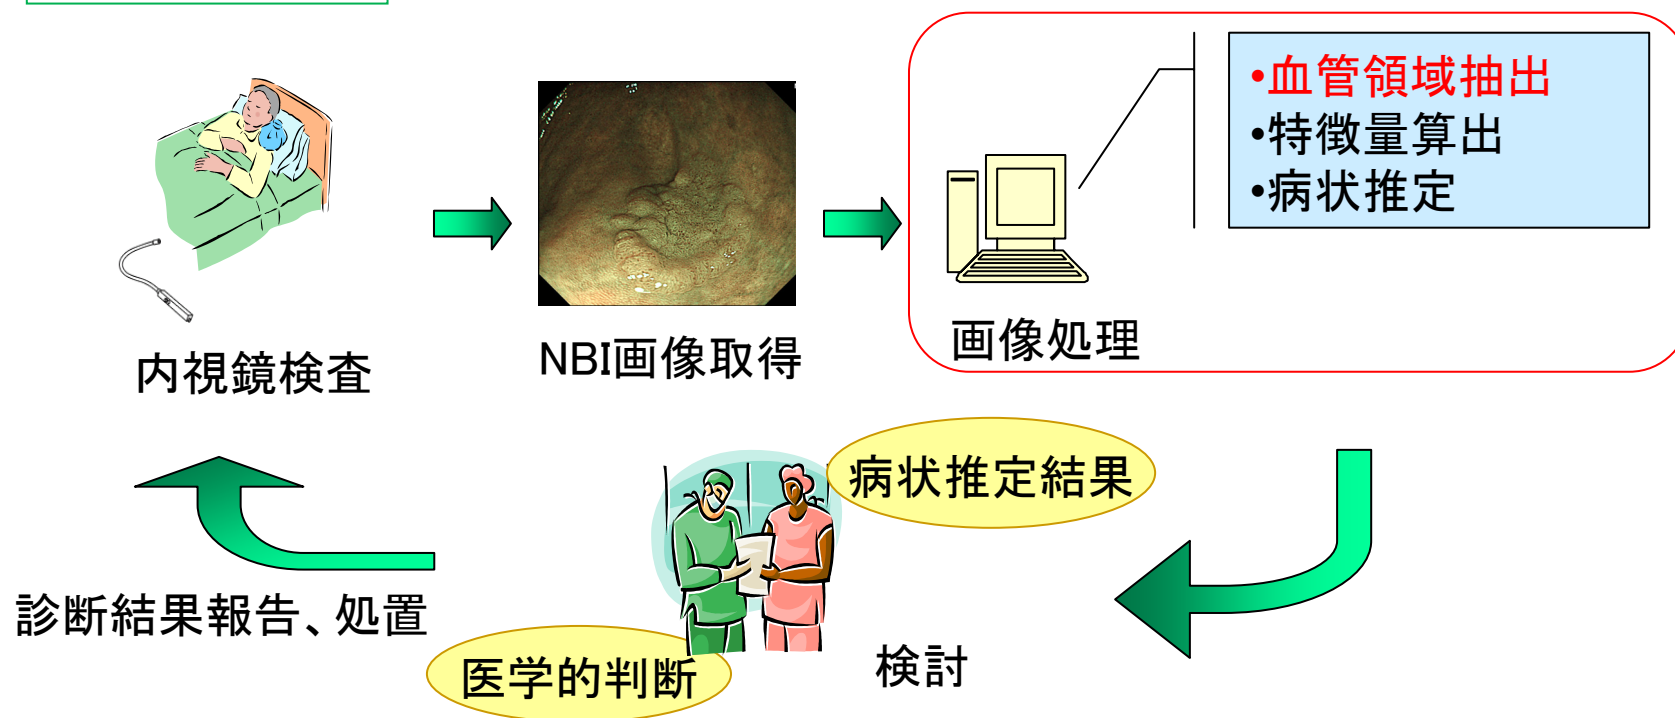 •血管領域抽出
•特徴量算出
•病状推定
画像処理
NBI画像取得
内視鏡検査
病状推定結果
診断結果報告、処置
検討
医学的判断